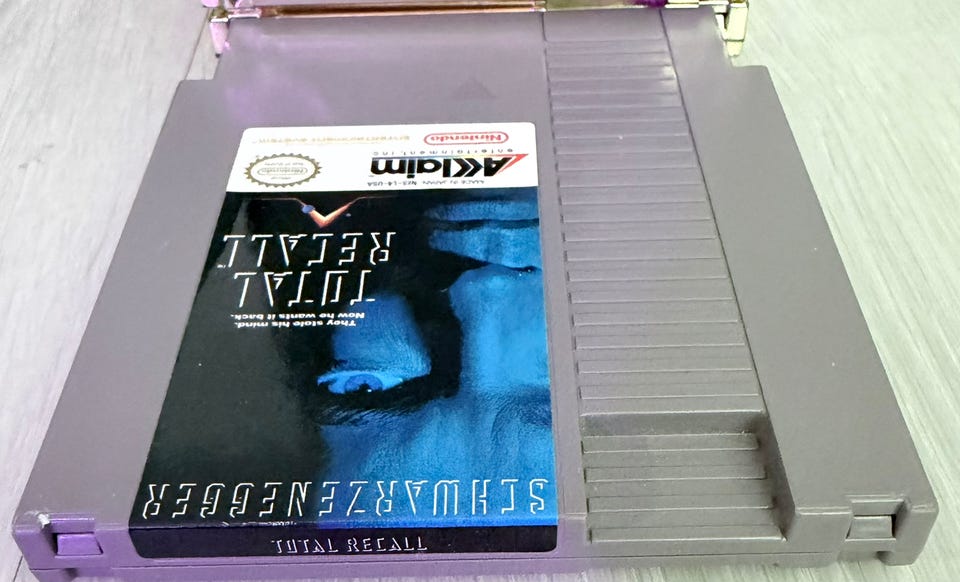 TOTAL RECALL
SCHWARZENEGGER
They stole his mind.
Now he wants it back.
TOTAL
RECALL
MADE IN JAPAN NES-L4-USA
Acclaim
entertainment, inc.
Nintendo
Nintendo
ENTERTAINMENT SYSTEM